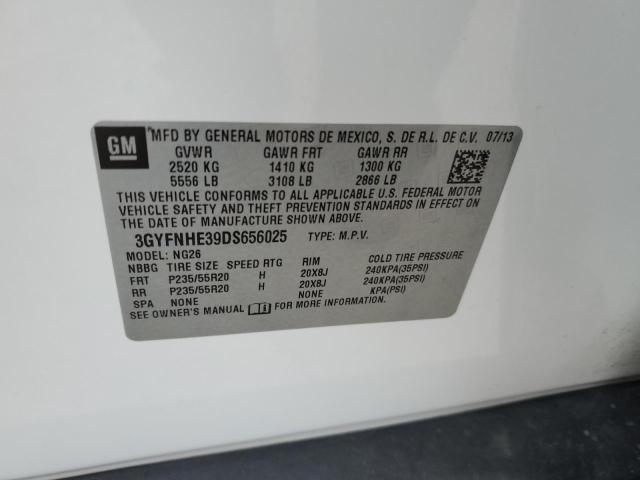 GM
*MFD BY GENERAL MOTORS DE MEXICO, S. DE R.L. DE C.V. 07/13
GVWR GAWR FRT GAWR RR
2520 KG 1410 KG 1300 KG
5556 LB 3108 LB 2866 LB
THIS VEHICLE CONFORMS TO ALL APPLICABLE U.S. FEDERAL MOTOR
VEHICLE SAFETY AND THEFT PREVENTION STANDARDS IN EFFECT ON
THE DATE OF MANUFACTURE SHOWN ABOVE.
3GYFNHE39DS656025 TYPE: M.P.V.
MODEL: NG26
NBBG TIRE SIZE SPEED RTG RIM COLD TIRE PRESSURE
FRT P235/55R20 H 20X8J 240KPA(35PSI)
RR P235/55R20 H 20X8J 240KPA(35PSI)
SPA NONE NONE KPA(PSI)
SEE OWNER'S MANUAL FOR MORE INFORMATION.